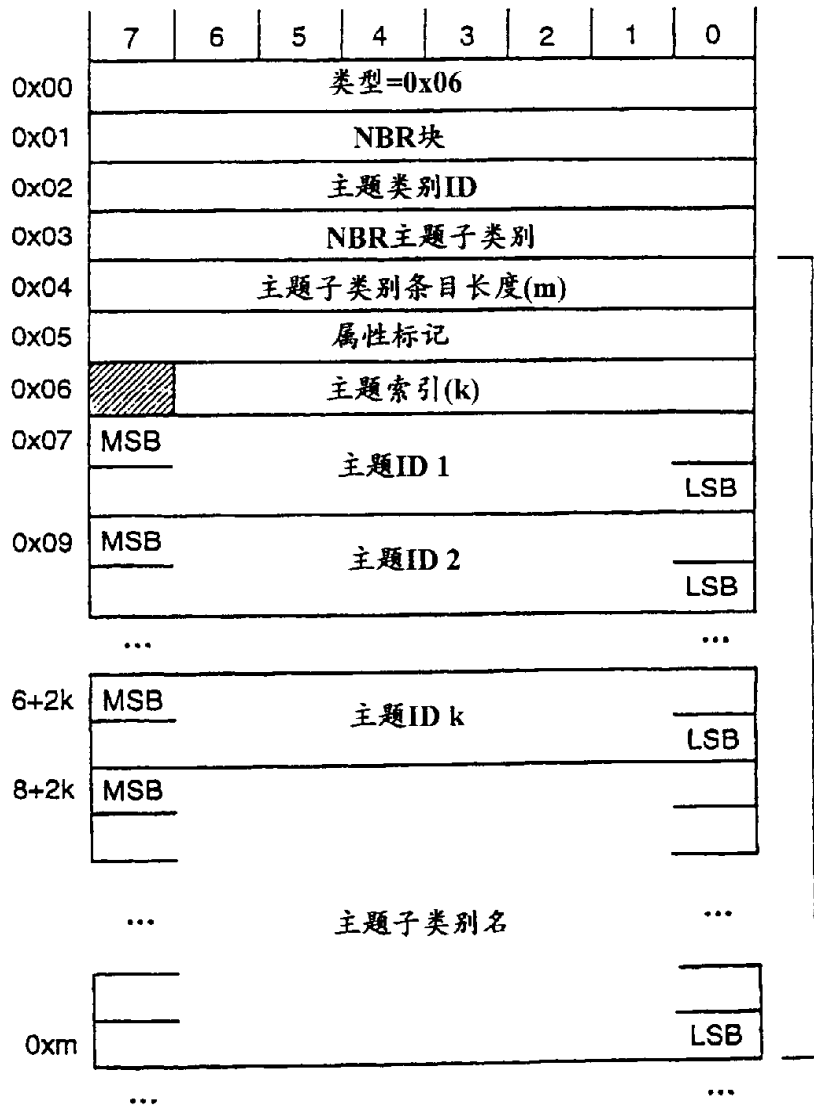 7 6 5 4 3 2 1 0
0x00 类型=0x06
0x01 NBR块
0x02 主题类别ID
0x03 NBR主题子类别
0x04 主题子类别条目长度(m)
0x05 属性标记
0x06 主题索引(k)
0x07 MSB
主题ID 1
LSB
0x09 MSB
主题ID 2
LSB
... ...
6+2k MSB
主题ID k
LSB
8+2k MSB
... 主题子类别名 ...
0xm LSB
... ...